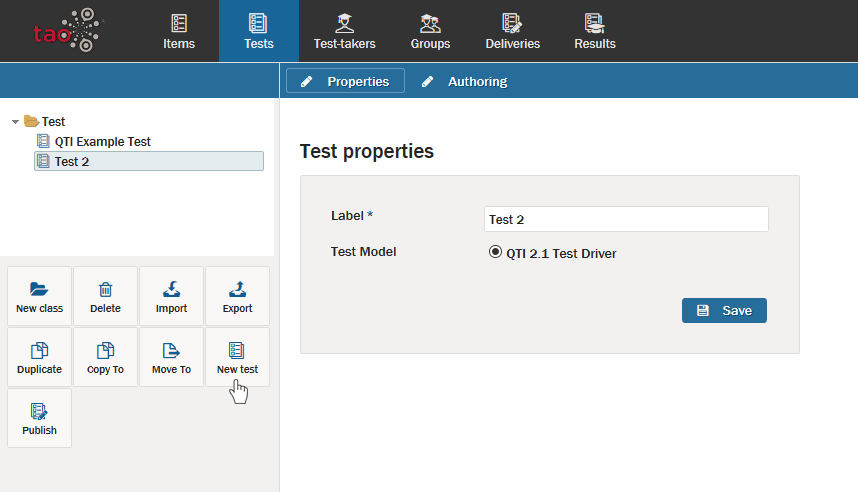 tao
Items
Tests
Test-takers
Groups
Deliveries
Results
Properties
Authoring
Test
QTI Example Test
Test 2
Test properties
Label *
Test 2
Test Model
QTI 2.1 Test Driver
Save
New class
Delete
Import
Export
Duplicate
Copy To
Move To
New test
Publish